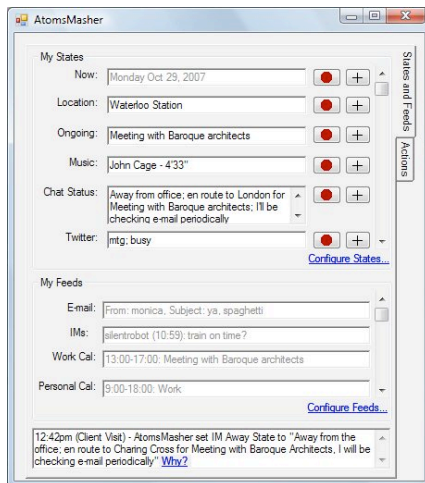 AtomsMasher
My States
Now: Monday Oct 29, 2007
Location: Waterloo Station
Ongoing: Meeting with Baroque architects
Music: John Cage - 4'33"
Chat Status: Away from office; en route to London for
Meeting with Baroque architects; I'll be
checking e-mail periodically
Twitter: mtg; busy
Configure States...
My Feeds
E-mail: From: monica, Subject: ya, spaghetti
IMs: silentrobot (10:59): train on time?
Work Cal: 13:00-17:00: Meeting with Baroque architects
Personal Cal: 9:00-18:00: Work
Configure Feeds...
12:42pm (Client Visit) - AtomsMasher set IM Away State to "Away from the
office; en route to Charing Cross for Meeting with Baroque Architects, I will be
checking e-mail periodically" Why?
States and Feeds
Actions